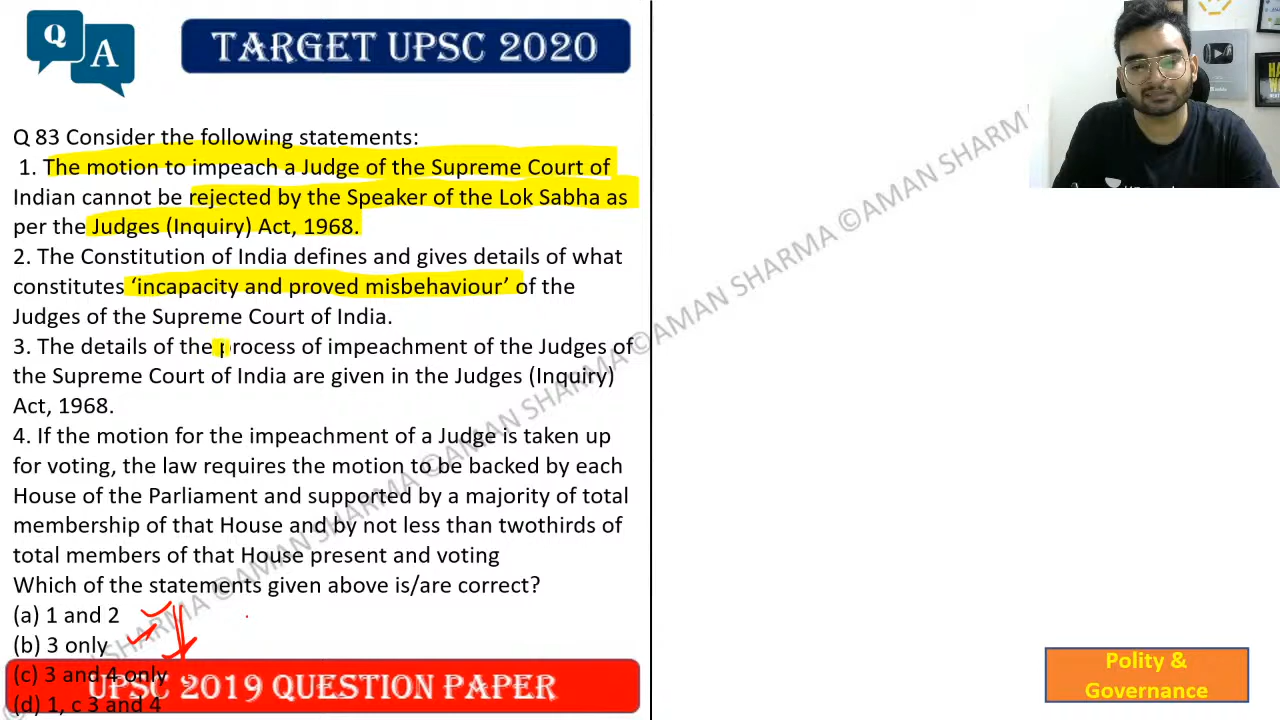 Q A
TARGET UPSC 2020
Q 83 Consider the following statements:
1. The motion to impeach a Judge of the Supreme Court of
Indian cannot be rejected by the Speaker of the Lok Sabha as
per the Judges (Inquiry) Act, 1968.
2. The Constitution of India defines and gives details of what
constitutes ‘incapacity and proved misbehaviour’ of the
Judges of the Supreme Court of India.
3. The details of the process of impeachment of the Judges of
the Supreme Court of India are given in the Judges (Inquiry)
Act, 1968.
4. If the motion for the impeachment of a Judge is taken up
for voting, the law requires the motion to be backed by each
House of the Parliament and supported by a majority of total
membership of that House and by not less than twothirds of
total members of that House present and voting
Which of the statements given above is/are correct?
(a) 1 and 2
(b) 3 only
(c) 3 and 4 only
(d) 1, c 3 and 4
UPSC 2019 QUESTION PAPER
Polity &
Governance
©AMAN SHARMA ©AMAN SHARMA ©AMAN SHARMA ©AMAN SHARMA